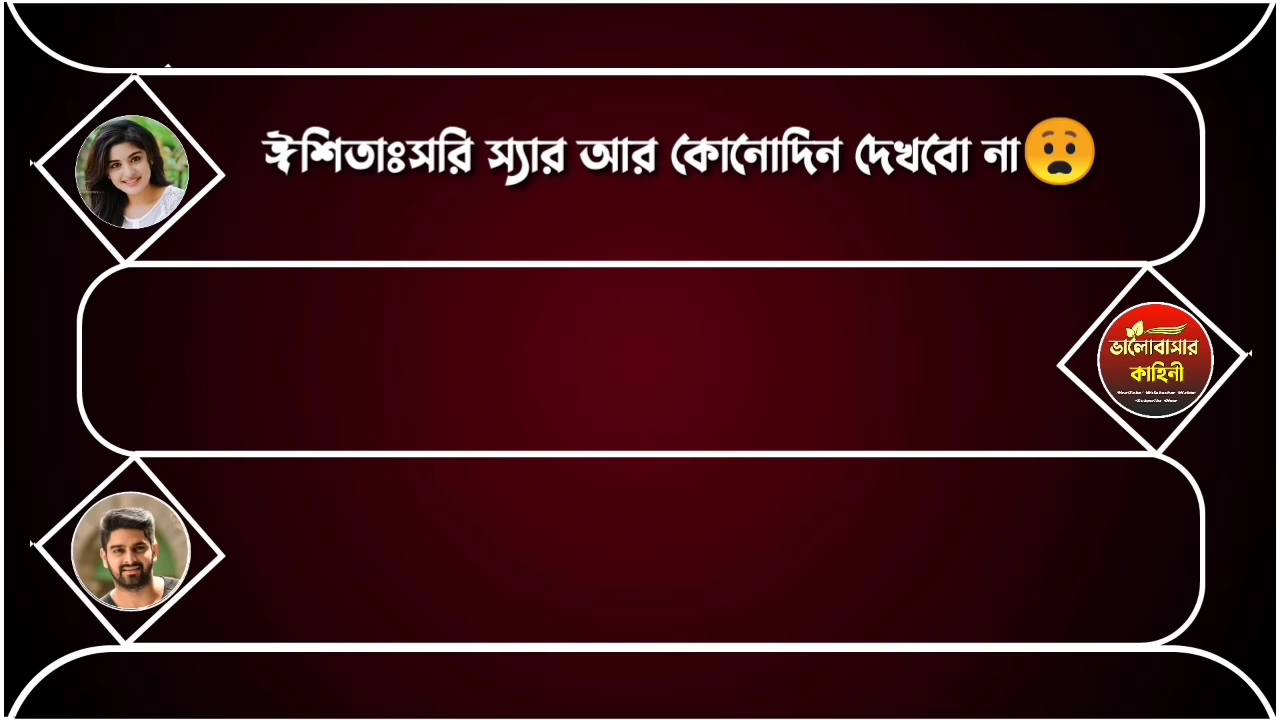 ঈশিতাঃসরি স্যার আর কোনোদিন দেখবো না😧
ভালোবাসার
কাহিনী